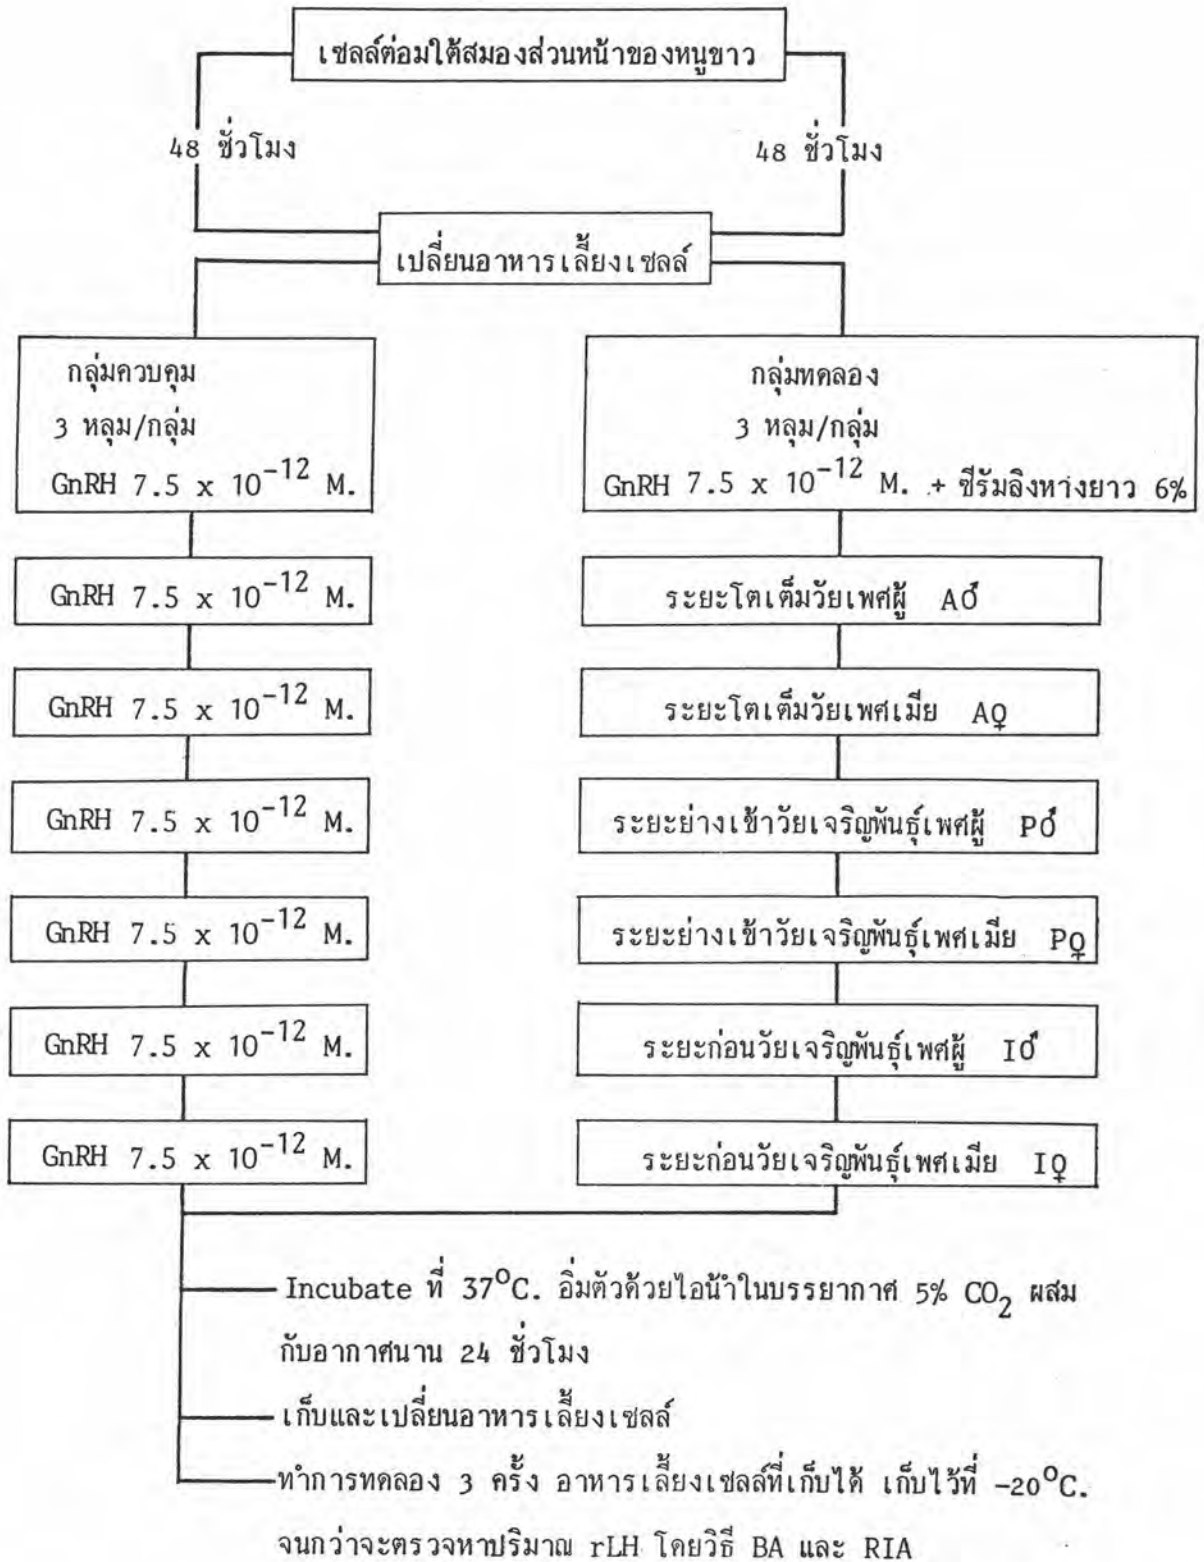 เซลล์ต่อมใต้สมองส่วนหน้าของหนูขาว
48 ชั่วโมง
48 ชั่วโมง
เปลี่ยนอาหารเลี้ยงเซลล์
กลุ่มควบคุม
3 หลุม/กลุ่ม
GnRH 7.5 x 10⁻¹² M.
กลุ่มทดลอง
3 หลุม/กลุ่ม
GnRH 7.5 x 10⁻¹² M. + ซีรัมลิงหางยาว 6%
GnRH 7.5 x 10⁻¹² M.
ระยะโตเต็มวัยเพศผู้ A♂
GnRH 7.5 x 10⁻¹² M.
ระยะโตเต็มวัยเพศเมีย A♀
GnRH 7.5 x 10⁻¹² M.
ระยะย่างเข้าวัยเจริญพันธุ์เพศผู้ P♂
GnRH 7.5 x 10⁻¹² M.
ระยะย่างเข้าวัยเจริญพันธุ์เพศเมีย P♀
GnRH 7.5 x 10⁻¹² M.
ระยะก่อนวัยเจริญพันธุ์เพศผู้ I♂
GnRH 7.5 x 10⁻¹² M.
ระยะก่อนวัยเจริญพันธุ์เพศเมีย I♀
Incubate ที่ 37°C. อิ่มตัวด้วยไอน้ำในบรรยากาศ 5% CO₂ ผสม
กับอากาศนาน 24 ชั่วโมง
เก็บและเปลี่ยนอาหารเลี้ยงเซลล์
ทำการทดลอง 3 ครั้ง อาหารเลี้ยงเซลล์ที่เก็บได้ เก็บไว้ที่ -20°C.
จนกว่าจะตรวจหาปริมาณ rLH โดยวิธี BA และ RIA